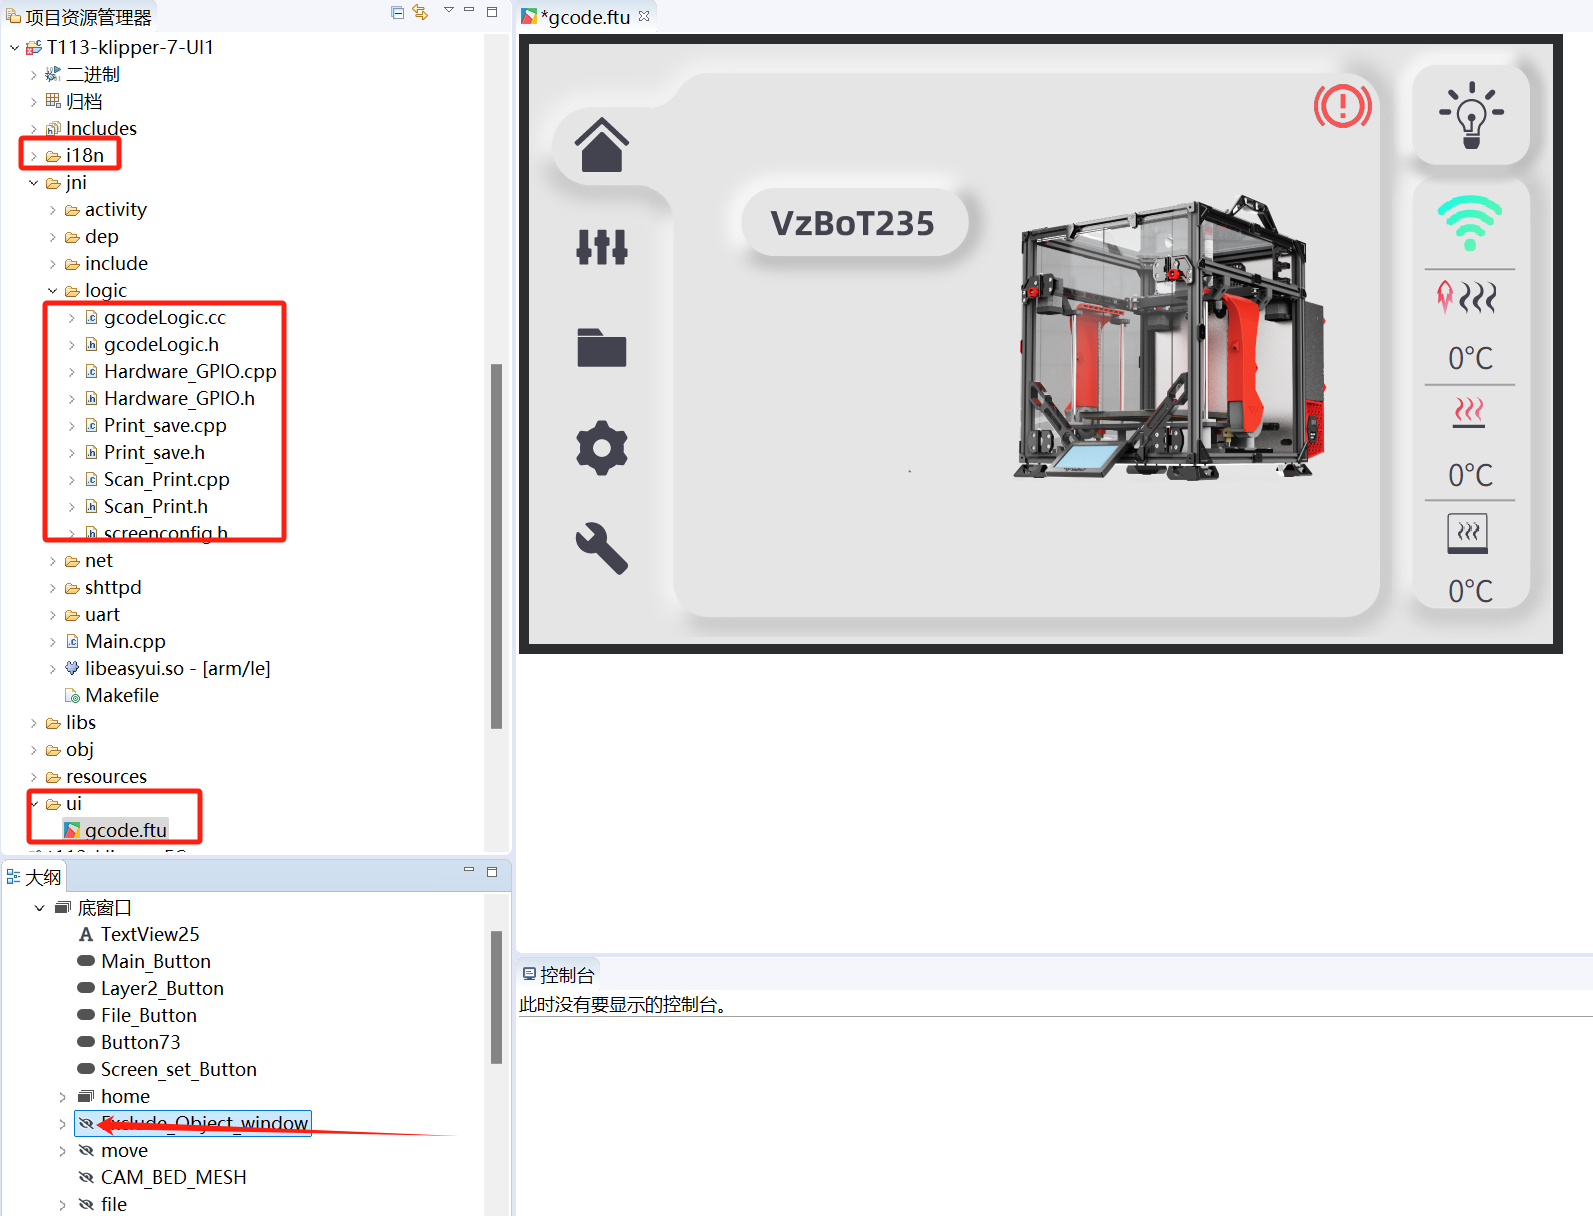 项目资源管理器
T113-klipper-7-UI1
二进制
归档
Includes
i18n
jni
activity
dep
include
logic
gcodeLogic.cc
gcodeLogic.h
Hardware_GPIO.cpp
Hardware_GPIO.h
Print_save.cpp
Print_save.h
Scan_Print.cpp
Scan_Print.h
screenconfig.h
net
shttpd
uart
Main.cpp
libeasyui.so - [arm/le]
Makefile
libs
obj
resources
ui
gcode.ftu
大纲
底窗口
TextView25
Main_Button
Layer2_Button
File_Button
Button73
Screen_set_Button
home
Exclude_Object_window
move
CAM_BED_MESH
file
*gcode.ftu
VzBoT235
0°C
0°C
0°C
控制台
此时没有要显示的控制台。